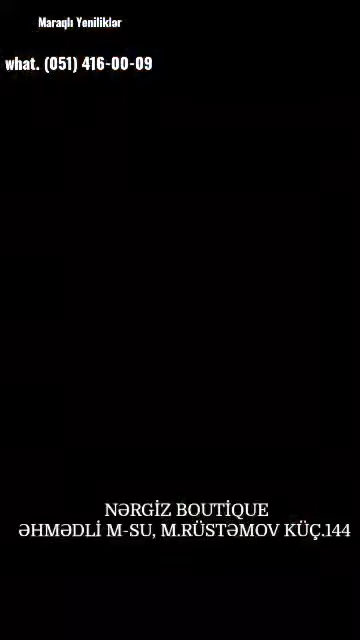 Maraqlı Yeniliklər
what. (051) 416-00-09
NƏRGİZ BOUTİQUE
ƏHMƏDLİ M-SU, M.RÜSTƏMOV KÜÇ.144